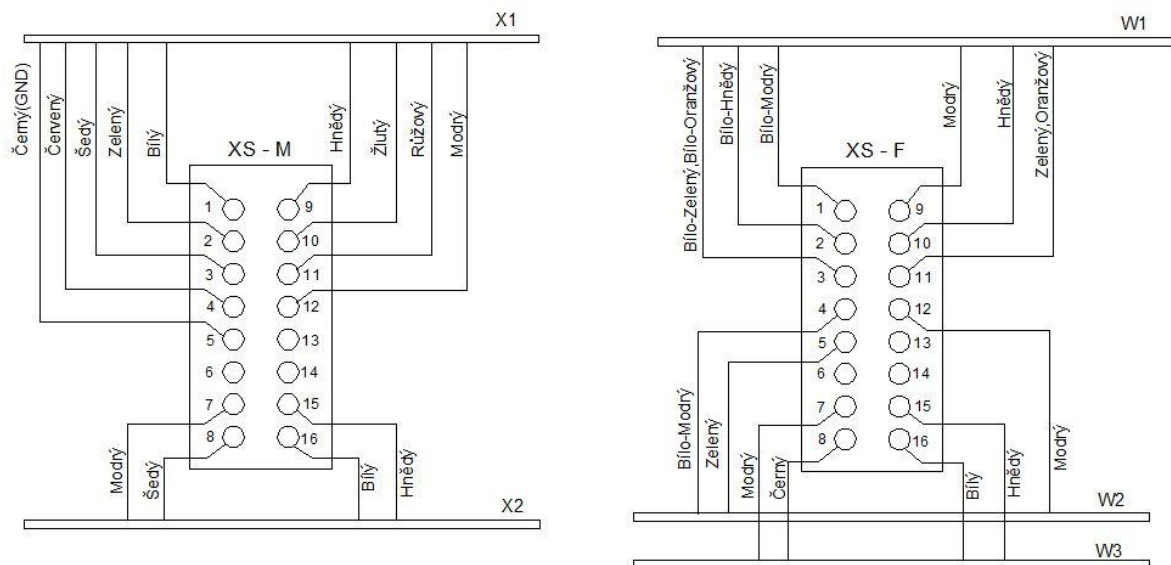 X1
Černý(GND)
Červený
Šedý
Zelený
Bílý
Hnědý
Žlutý
Růžový
Modrý
XS - M
1 9
2 10
3 11
4 12
5 13
6 14
7 15
8 16
Modrý
Šedý
Bílý
Hnědý
X2
W1
Bílo-Zelený,Bílo-Oranžový
Bílo-Hnědý
Bílo-Modrý
Modrý
Hnědý
Zelený,Oranžový
XS - F
1 9
2 10
3 11
4 12
5 13
6 14
7 15
8 16
Bílo-Modrý
Zelený
Modrý
Černý
Bílý
Hnědý
Modrý
W2
W3